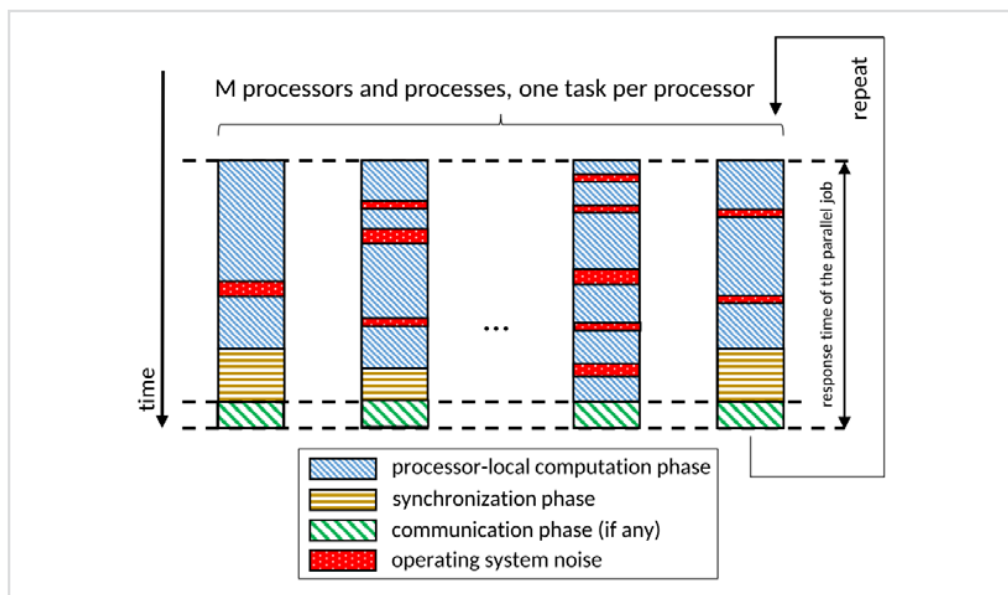 M processors and processes, one task per processor
repeat
response time of the parallel job
...
time
processor-local computation phase
synchronization phase
communication phase (if any)
operating system noise